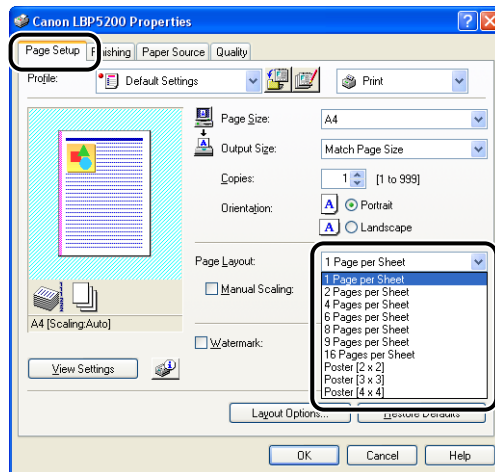 Canon LBP5200 Properties
Page Setup Finishing Paper Source Quality
Profile: Default Settings Print
Page Size: A4
Output Size: Match Page Size
Copies: 1 [1 to 999]
Orientation: A Portrait
A Landscape
Page Layout: 1 Page per Sheet
Manual Scaling:
1 Page per Sheet
2 Pages per Sheet
4 Pages per Sheet
6 Pages per Sheet
8 Pages per Sheet
9 Pages per Sheet
16 Pages per Sheet
Poster [2 x 2]
Poster [3 x 3]
Poster [4 x 4]
A4 [Scaling:Auto]
Watermark:
View Settings
Layout Options... Restore Defaults
OK Cancel Help